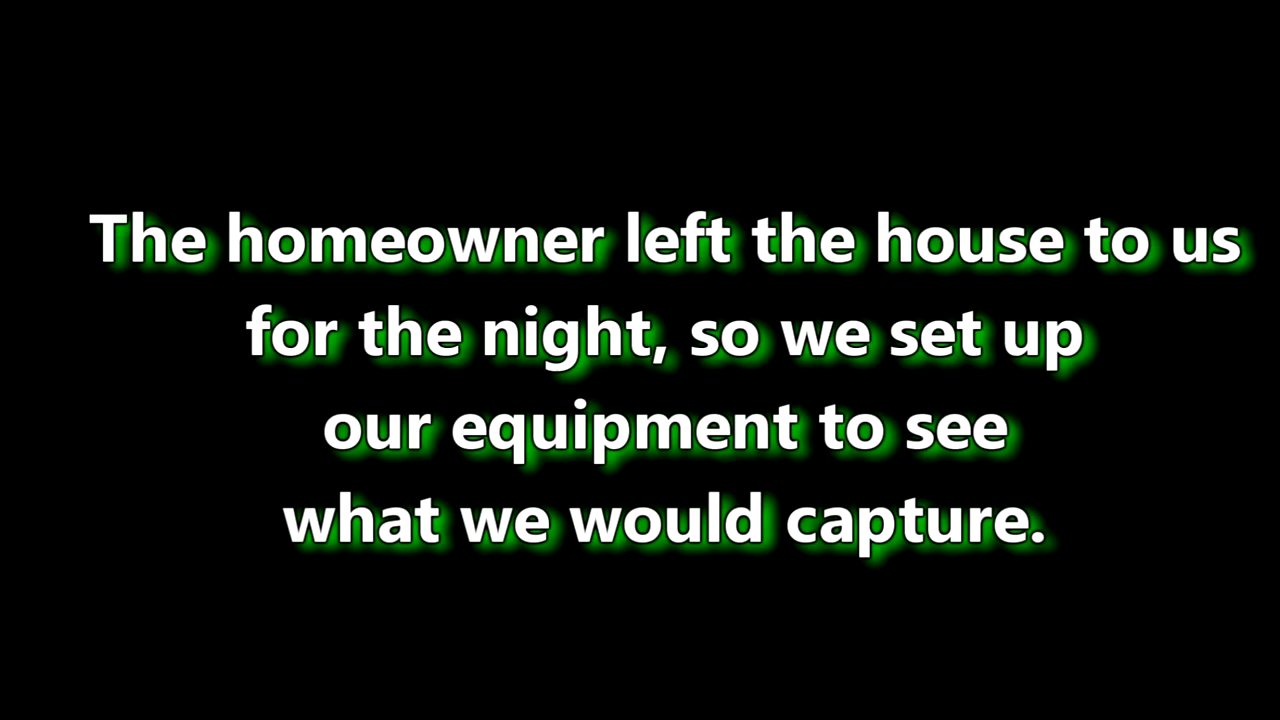 The homeowner left the house to us
for the night, so we set up
our equipment to see
what we would capture.